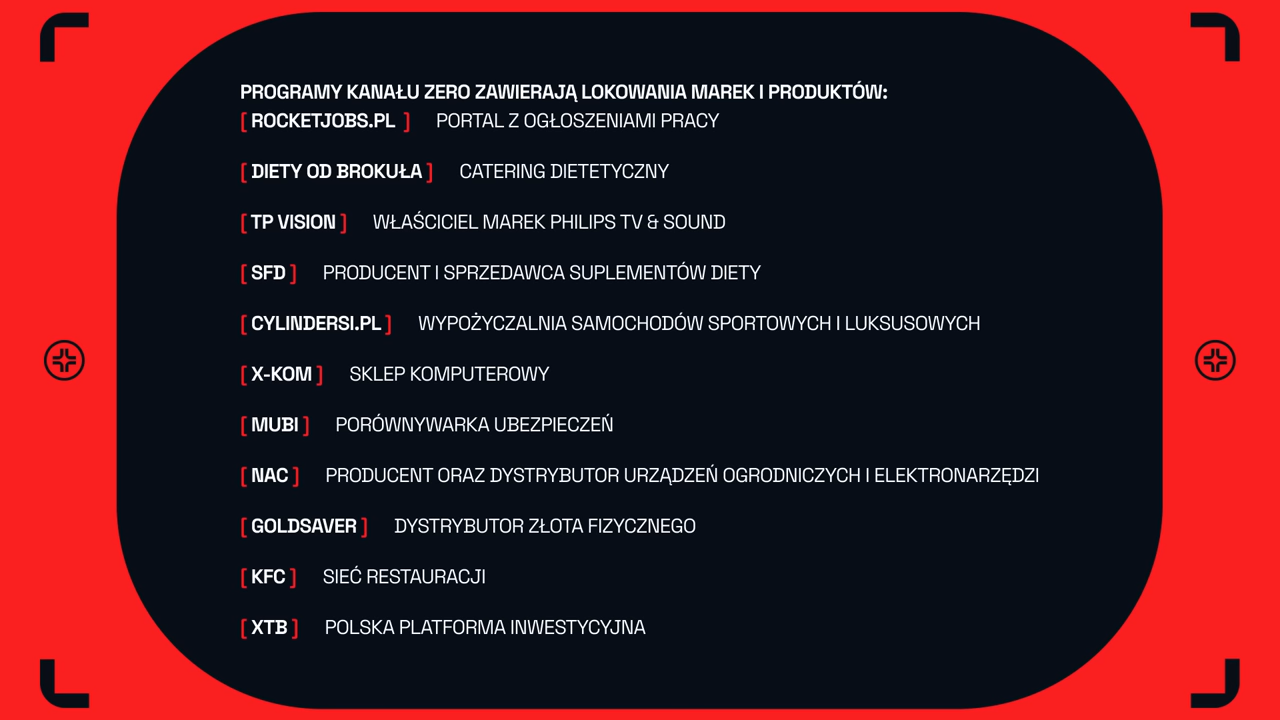 PROGRAMY KANAŁU ZERO ZAWIERAJĄ LOKOWANIA MAREK I PRODUKTÓW:
[ ROCKETJOBS.PL ] PORTAL Z OGŁOSZENIAMI PRACY
[ DIETY OD BROKUŁA ] CATERING DIETETYCZNY
[ TP VISION ] WŁAŚCICIEL MAREK PHILIPS TV & SOUND
[ SFD ] PRODUCENT I SPRZEDAWCA SUPLEMENTÓW DIETY
[ CYLINDERSI.PL ] WYPOŻYCZALNIA SAMOCHODÓW SPORTOWYCH I LUKSUSOWYCH
[ X-KOM ] SKLEP KOMPUTEROWY
[ MUBI ] PORÓWNYWARKA UBEZPIECZEŃ
[ NAC ] PRODUCENT ORAZ DYSTRYBUTOR URZĄDZEŃ OGRODNICZYCH I ELEKTRONARZĘDZI
[ GOLDSAVER ] DYSTRYBUTOR ZŁOTA FIZYCZNEGO
[ KFC ] SIEĆ RESTAURACJI
[ XTB ] POLSKA PLATFORMA INWESTYCYJNA